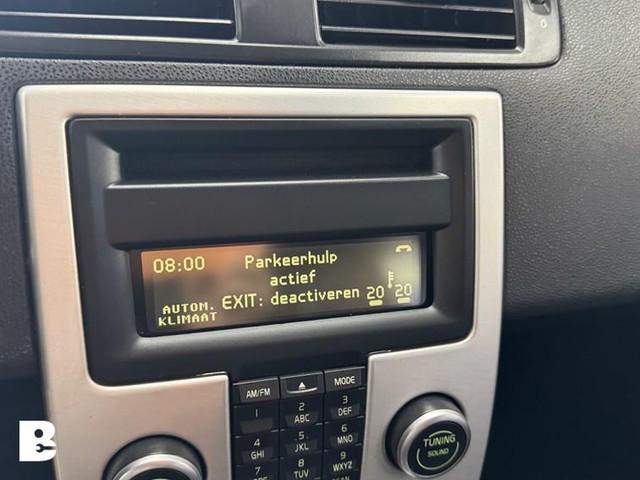 08:00
Parkeerhulp
actief
EXIT: deactiveren
AUTOM.
KLIMAAT
20 20
AM/FM
MODE
1
2
ABC
3
DEF
4
GHI
5
JKL
6
MNO
7
8
TUV
9
WXYZ
TUNING
SOUND
B